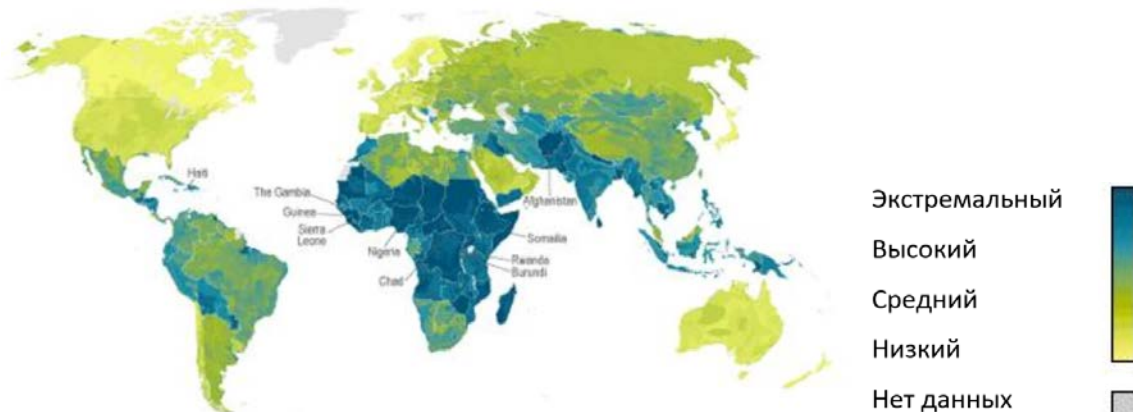 Haiti
The Gambia
Guinea
Sierra
Leone
Nigeria
Chad
Afghanistan
Somalia
Rwanda
Burundi
Экстремальный
Высокий
Средний
Низкий
Нет данных